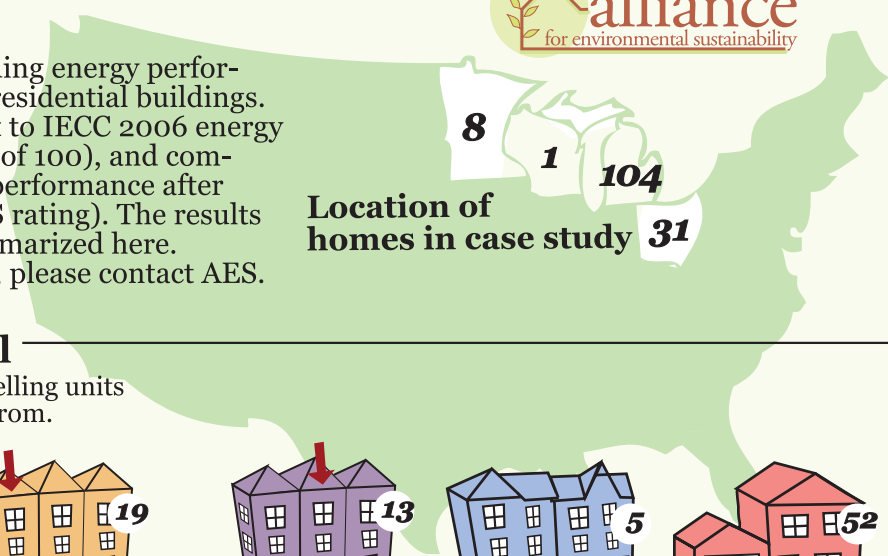 alliance
for environmental sustainability
ing energy perfor-
residential buildings.
to IECC 2006 energy
of 100), and com-
performance after
S rating). The results
marized here.
, please contact AES.
8
1
104
Location of
homes in case study
31
l
elling units
rom.
19
13
5
52